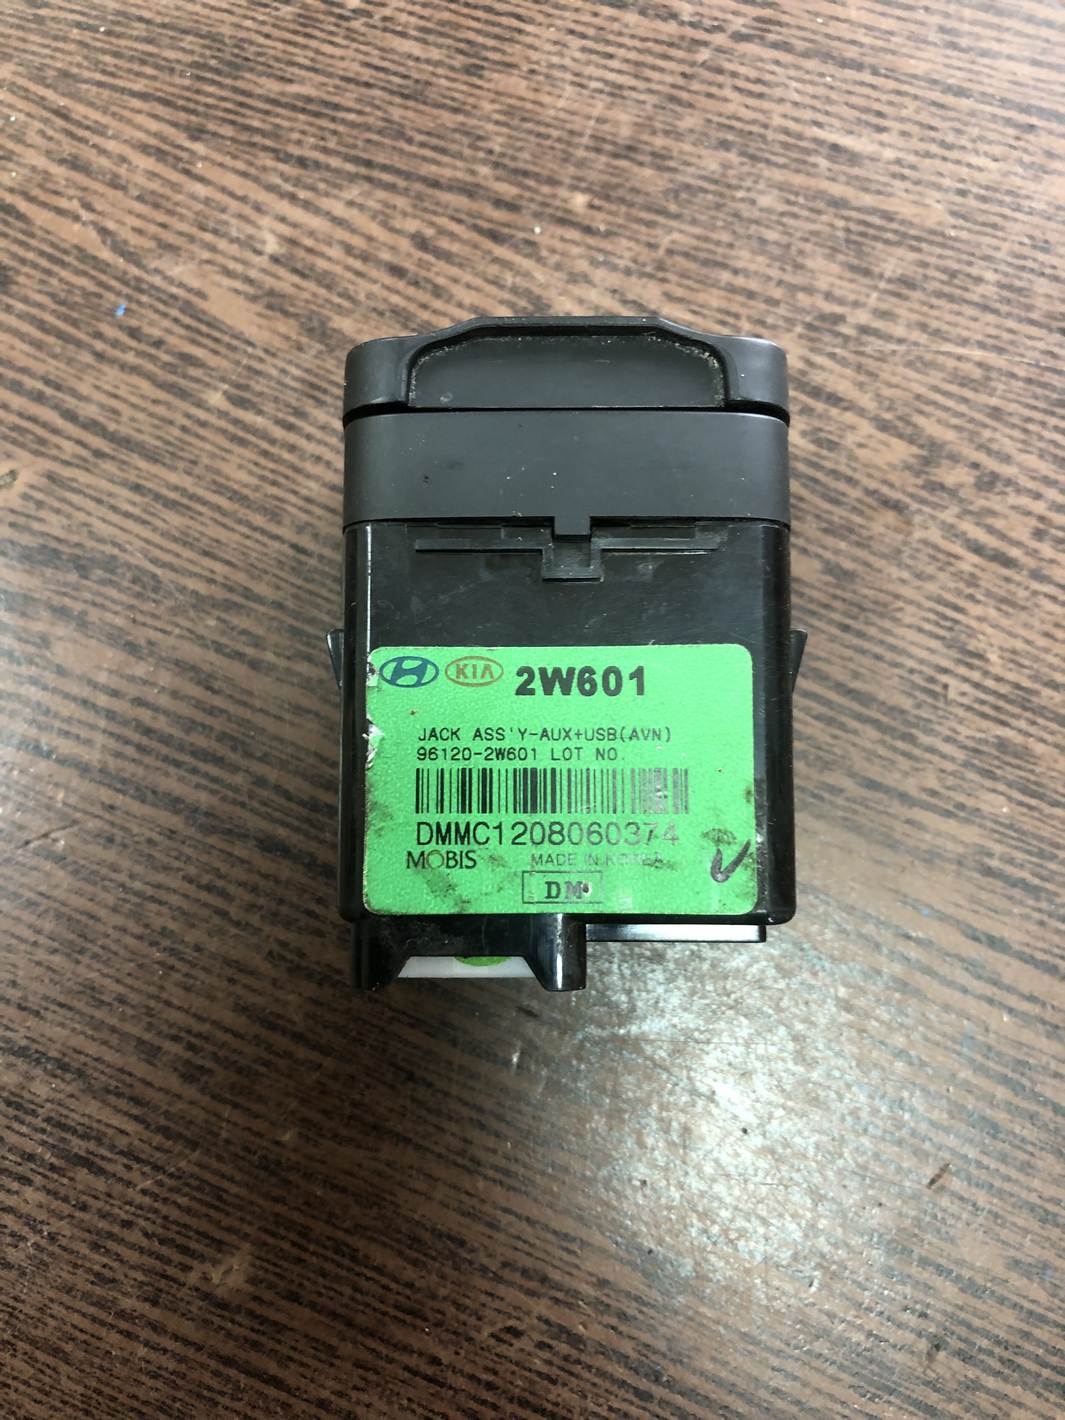 KIA 2W601
JACK ASS'Y-AUX+USB(AVN)
96120-2W601 LOT NO.
DMMC1208060374
MOBIS MADE IN KOREA
DM